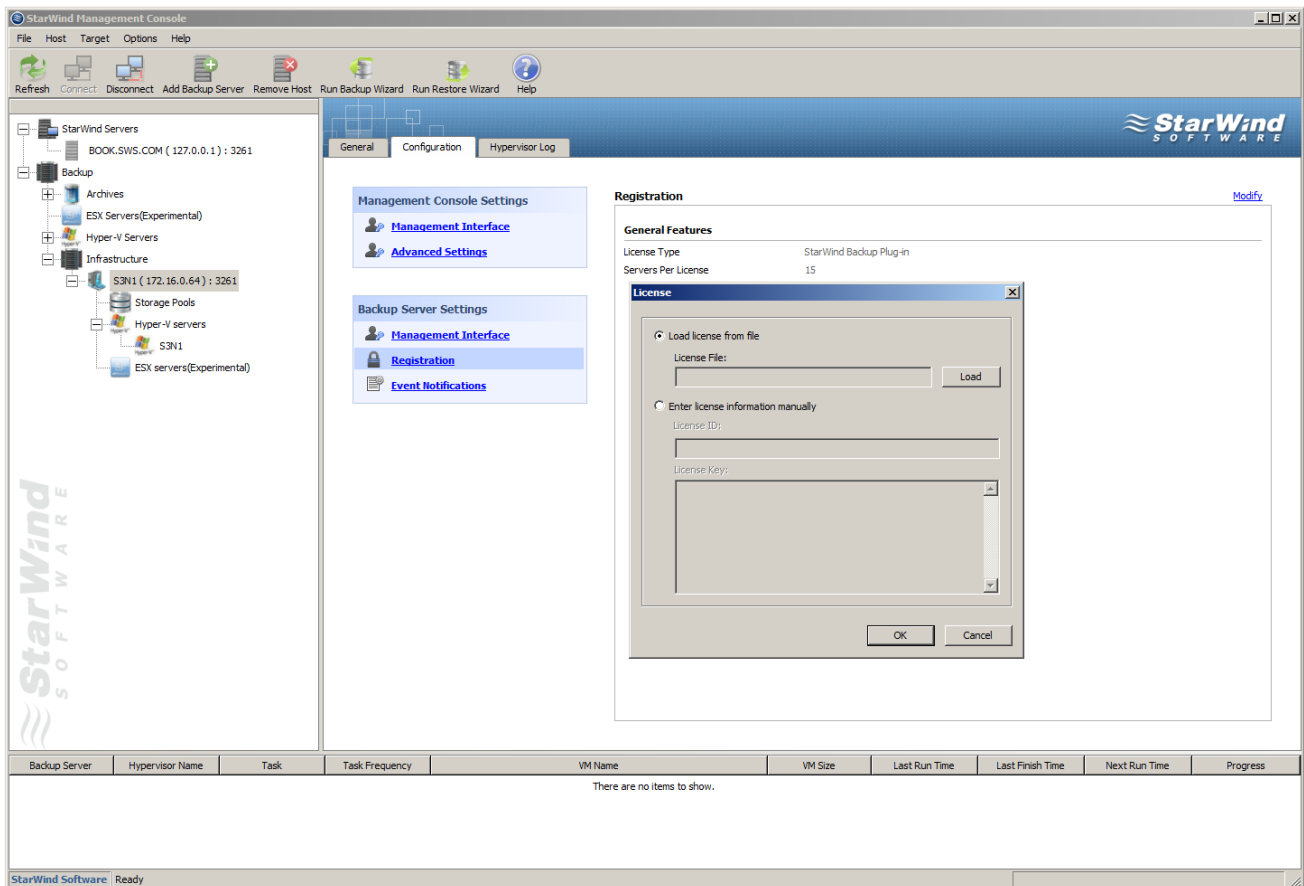 StarWind Management Console
File Host Target Options Help
Refresh Connect Disconnect Add Backup Server Remove Host Run Backup Wizard Run Restore Wizard Help
StarWind Servers
BOOK.SWS.COM ( 127.0.0.1 ) : 3261
Backup
Archives
ESX Servers(Experimental)
Hyper-V Servers
Infrastructure
S3N1 ( 172.16.0.64 ) : 3261
Storage Pools
Hyper-V servers
S3N1
ESX servers(Experimental)
StarWind
SOFTWARE
StarWind
SOFTWARE
General Configuration Hypervisor Log
Management Console Settings
Management Interface
Advanced Settings
Backup Server Settings
Management Interface
Registration
Event Notifications
Registration Modify
General Features
License Type StarWind Backup Plug-in
Servers Per License 15
License
Load license from file
License File:
Load
Enter license information manually
License ID:
License Key:
OK Cancel
Backup Server Hypervisor Name Task Task Frequency VM Name VM Size Last Run Time Last Finish Time Next Run Time Progress
There are no items to show.
StarWind Software Ready